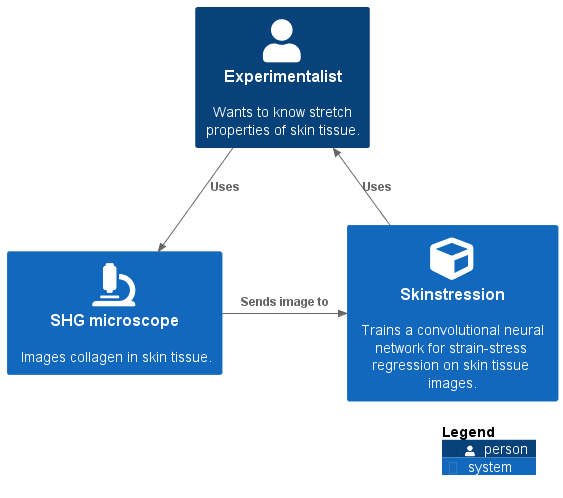 Experimentalist
Wants to know stretch
properties of skin tissue.
Uses
Uses
SHG microscope
Images collagen in skin tissue.
Sends image to
Skinstression
Trains a convolutional neural
network for strain-stress
regression on skin tissue
images.
Legend
person
system